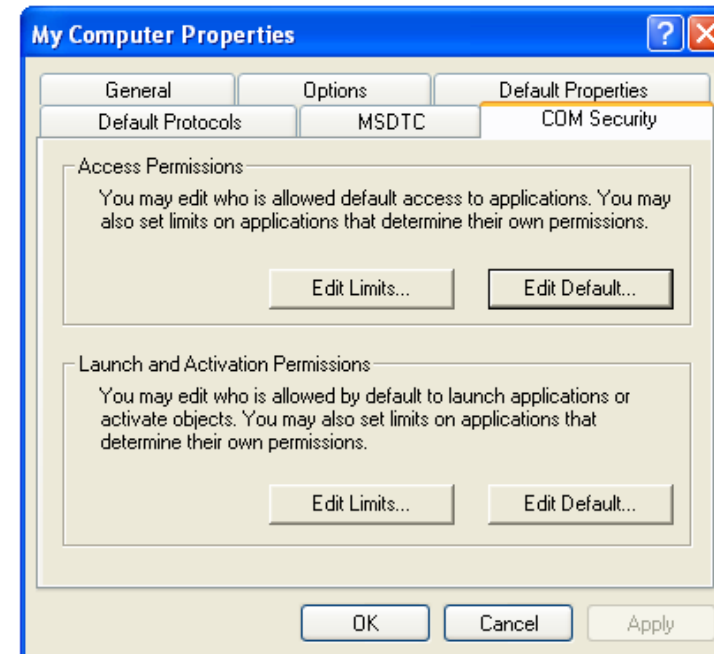 My Computer Properties
General Options Default Properties
Default Protocols MSDTC COM Security
Access Permissions
You may edit who is allowed default access to applications. You may
also set limits on applications that determine their own permissions.
Edit Limits... Edit Default...
Launch and Activation Permissions
You may edit who is allowed by default to launch applications or
activate objects. You may also set limits on applications that
determine their own permissions.
Edit Limits... Edit Default...
OK Cancel Apply